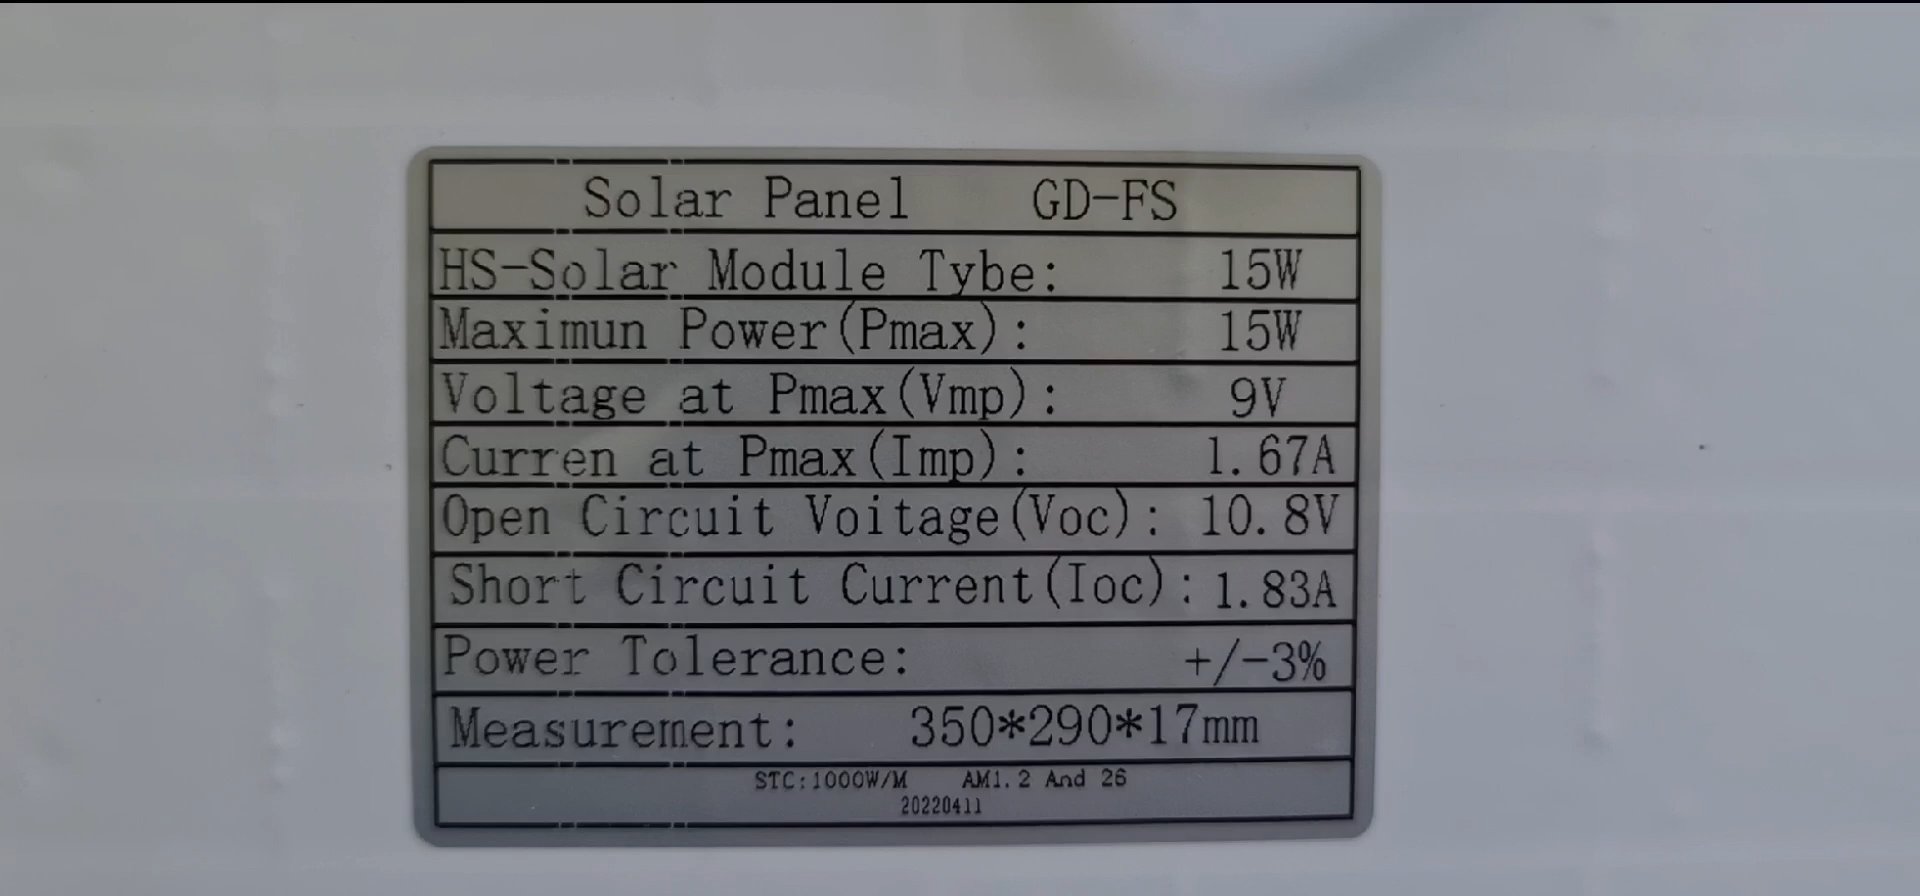 Solar Panel GD-FS
HS-Solar Module Tybe: 15W
Maximun Power(Pmax): 15W
Voltage at Pmax(Vmp): 9V
Curren at Pmax(Imp): 1.67A
Open Circuit Voitage(Voc): 10.8V
Short Circuit Current(Ioc): 1.83A
Power Tolerance: +/-3%
Measurement: 350*290*17mm
STC:1000W/M AM1.2 And 26
20220411